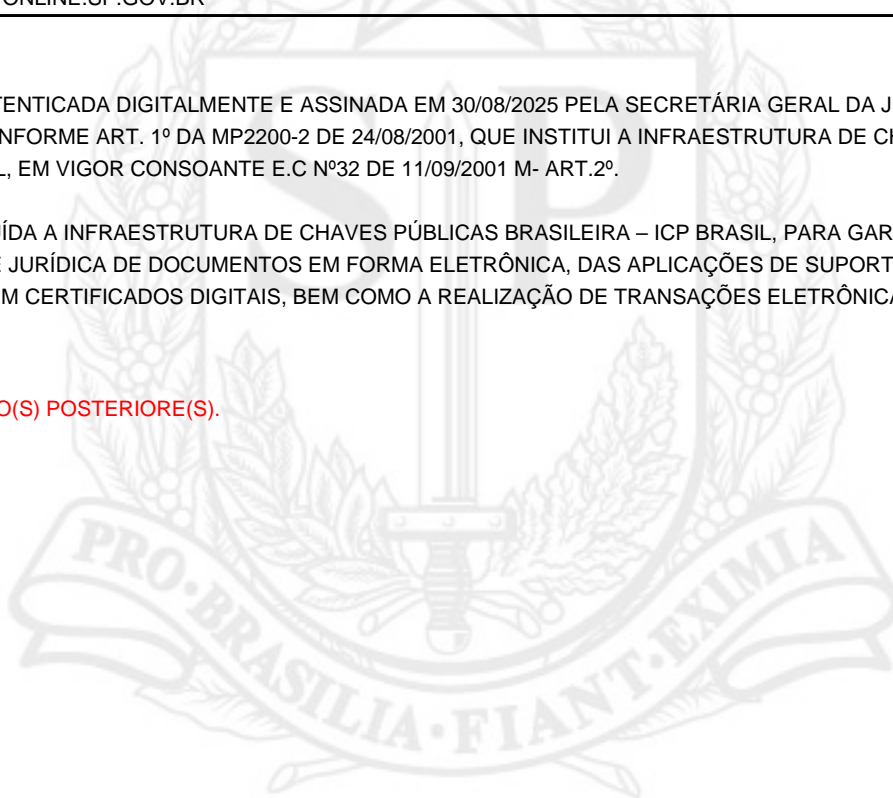 ONLINE.SP.GOV.BR
TENTICADA DIGITALMENTE E ASSINADA EM 30/08/2025 PELA SECRETÁRIA GERAL DA J
NFORME ART. 1º DA MP2200-2 DE 24/08/2001, QUE INSTITUI A INFRAESTRUTURA DE C
L, EM VIGOR CONSOANTE E.C Nº32 DE 11/09/2001 M- ART.2º.
ÍDA A INFRAESTRUTURA DE CHAVES PÚBLICAS BRASILEIRA – ICP BRASIL, PARA GAR
E JURÍDICA DE DOCUMENTOS EM FORMA ELETRÔNICA, DAS APLICAÇÕES DE SUPORT
M CERTIFICADOS DIGITAIS, BEM COMO A REALIZAÇÃO DE TRANSAÇÕES ELETRÔNICA
O(S) POSTERIORE(S).
SP
PRO·BRASILIA·FIANT·EXIMIA